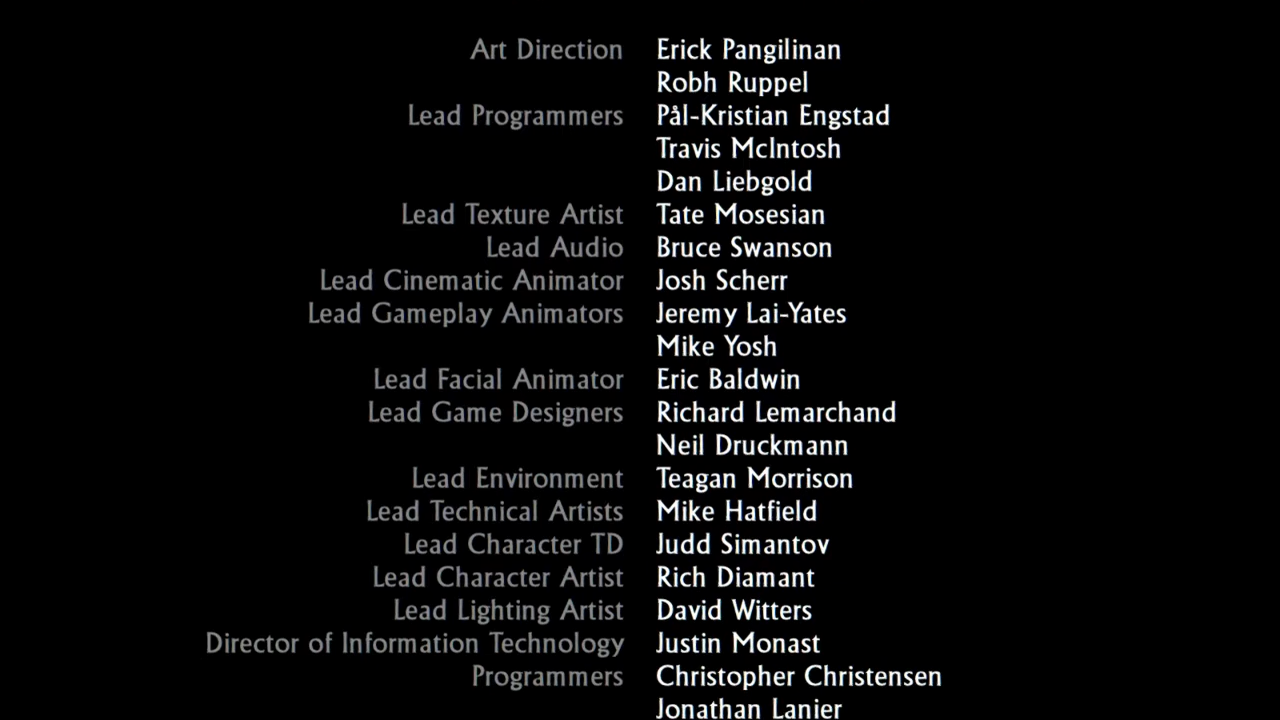 Art Direction Erick Pangilinan
Robh Ruppel
Lead Programmers Pål-Kristian Engstad
Travis McIntosh
Dan Liebgold
Lead Texture Artist Tate Mosesian
Lead Audio Bruce Swanson
Lead Cinematic Animator Josh Scherr
Lead Gameplay Animators Jeremy Lai-Yates
Mike Yosh
Lead Facial Animator Eric Baldwin
Lead Game Designers Richard Lemarchand
Neil Druckmann
Lead Environment Teagan Morrison
Lead Technical Artists Mike Hatfield
Lead Character TD Judd Simantov
Lead Character Artist Rich Diamant
Lead Lighting Artist David Witters
Director of Information Technology Justin Monast
Programmers Christopher Christensen
Jonathan Lanier